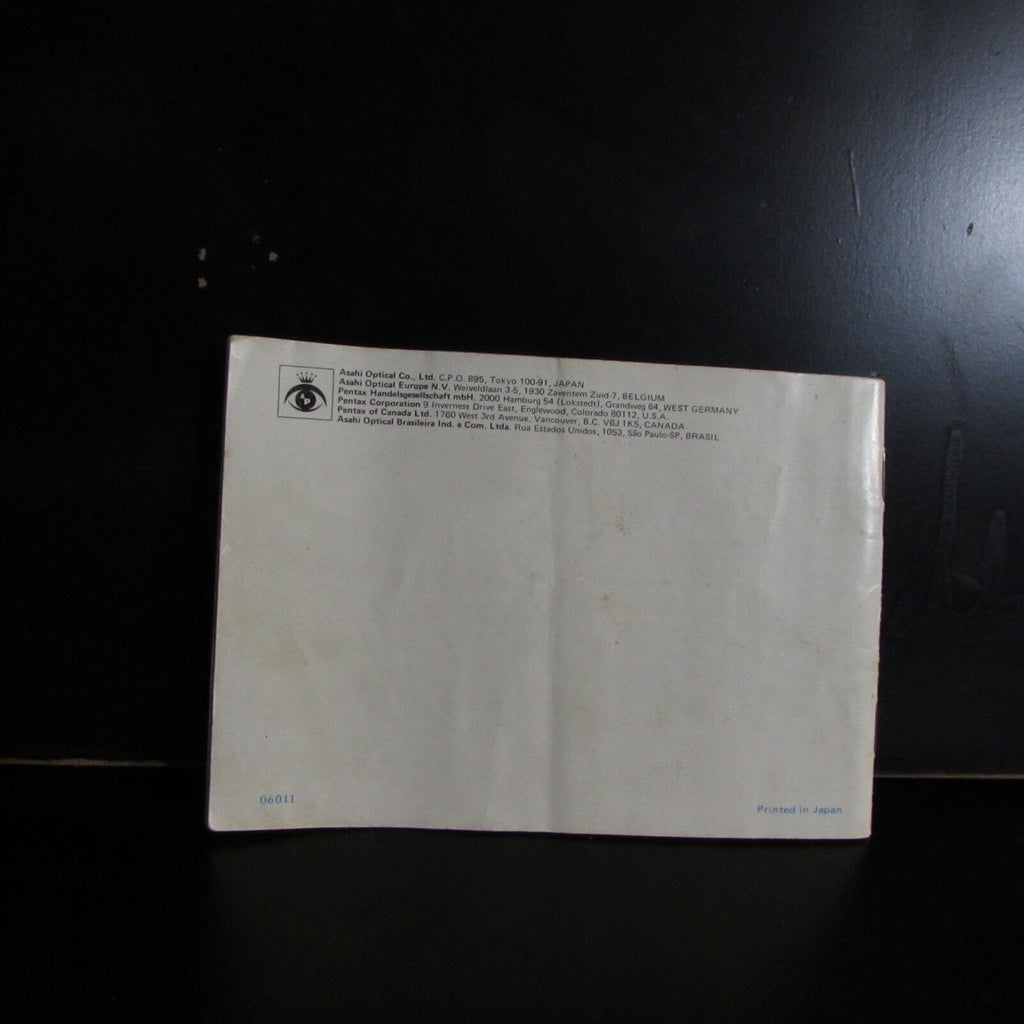 Asahi Optical Co., Ltd. C.P.O. 895, Tokyo 100-91, JAPAN
Asahi Optical Europe N.V. Weiveldlaan 3-5, 1930 Zaventem Zuid-7, BELGIUM
Pentax Handelsgesellschaft mbH. 2000 Hamburg 54 (Lokstedt), Grandweg 64, WEST GERMANY
Pentax Corporation 9 Inverness Drive East, Englewood, Colorado 80112, U.S.A.
Pentax of Canada Ltd. 1760 West 3rd Avenue, Vancouver, B.C. V6J 1K5, CANADA
Asahi Optical Brasileira Ind. e Com. Ltda. Rua Estados Unidos, 1053, São Paulo-SP, BRASIL
06011
Printed in Japan